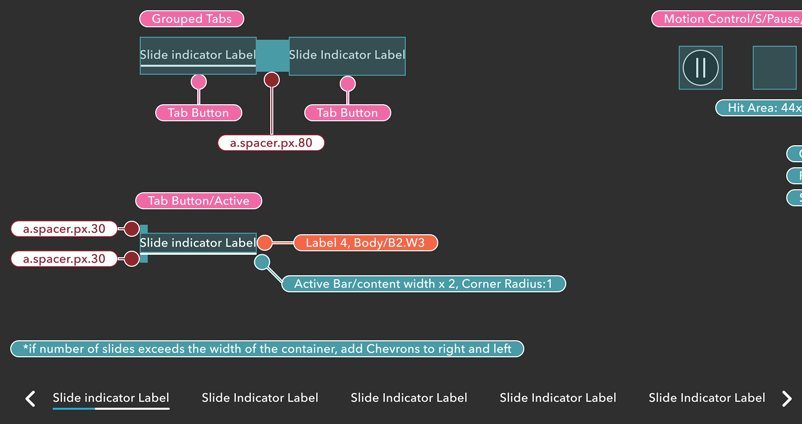 Grouped Tabs
Motion Control/S/Pause,
Slide indicator Label
Slide Indicator Label
Tab Button
Tab Button
Hit Area: 44x
a.spacer.px.80
Tab Button/Active
a.spacer.px.30
Slide indicator Label
Label 4, Body/B2.W3
a.spacer.px.30
Active Bar/content width x 2, Corner Radius:1
*if number of slides exceeds the width of the container, add Chevrons to right and left
Slide indicator Label
Slide Indicator Label
Slide Indicator Label
Slide Indicator Label
Slide Indicator Label